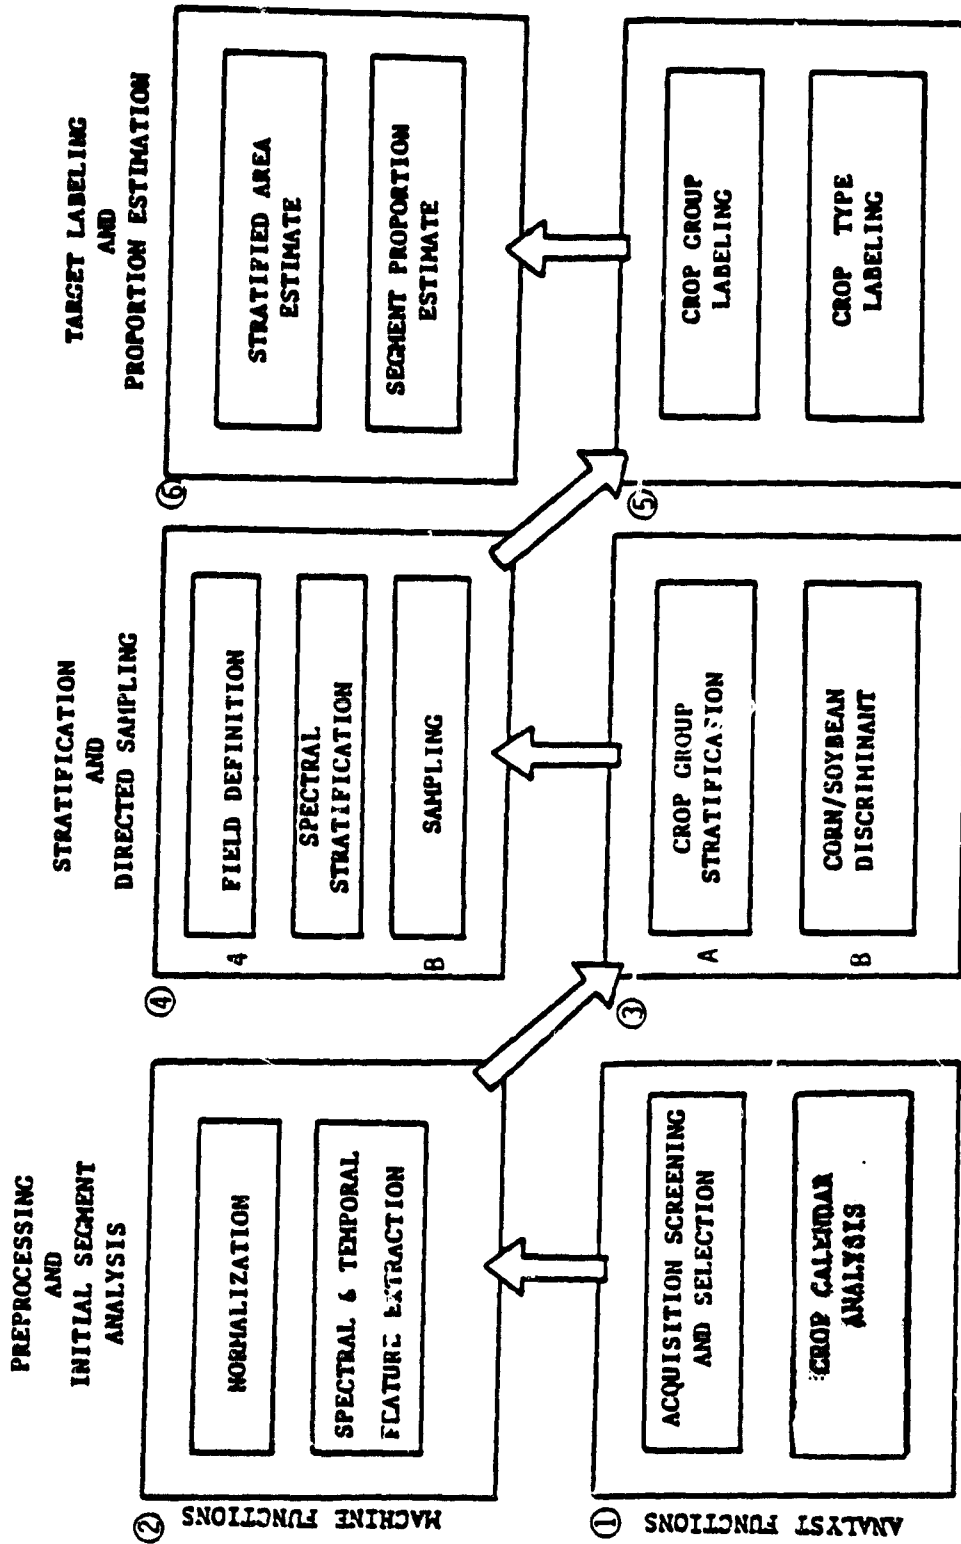 PREPROCESSING
AND
INITIAL SEGMENT
ANALYSIS
STRATIFICATION
AND
DIRECTED SAMPLING
TARGET LABELING
AND
PROPORTION ESTIMATION
②
MACHINE FUNCTIONS
NORMALIZATION
SPECTRAL & TEMPORAL
FEATURE EXTRACTION
④
A
FIELD DEFINITION
SPECTRAL
STRATIFICATION
B
SAMPLING
⑥
STRATIFIED AREA
ESTIMATE
SEGMENT PROPORTION
ESTIMATE
①
ANALYST FUNCTIONS
ACQUISITION SCREENING
AND SELECTION
CROP CALENDAR
ANALYSIS
③
A
CROP GROUP
STRATIFICATION
B
CORN/SOYBEAN
DISCRIMINANT
⑤
CROP GROUP
LABELING
CROP TYPE
LABELING